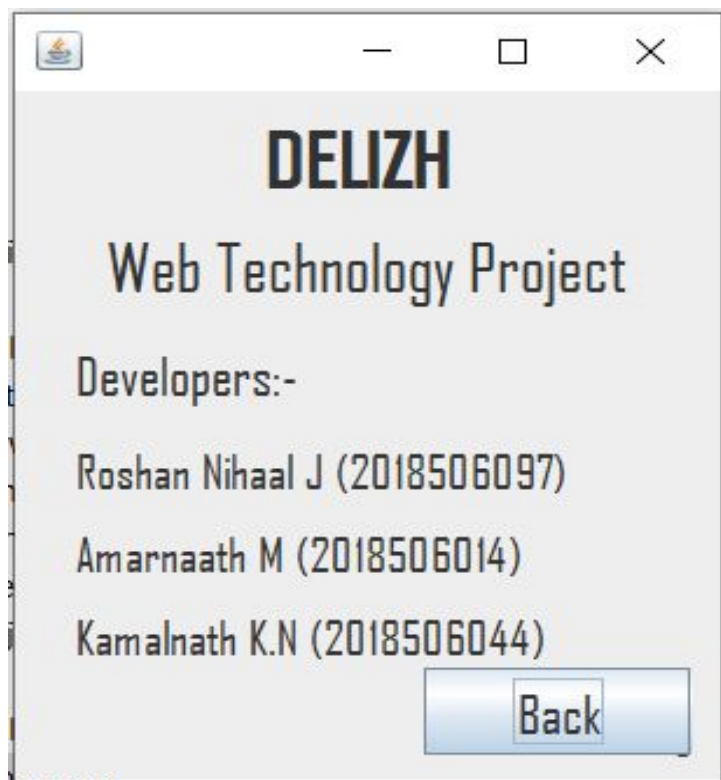 DELIZH
Web Technology Project
Developers:-
Roshan Nihaal J (2018506097)
Amarnaath M (2018506014)
Kamalnath K.N (2018506044)
Back